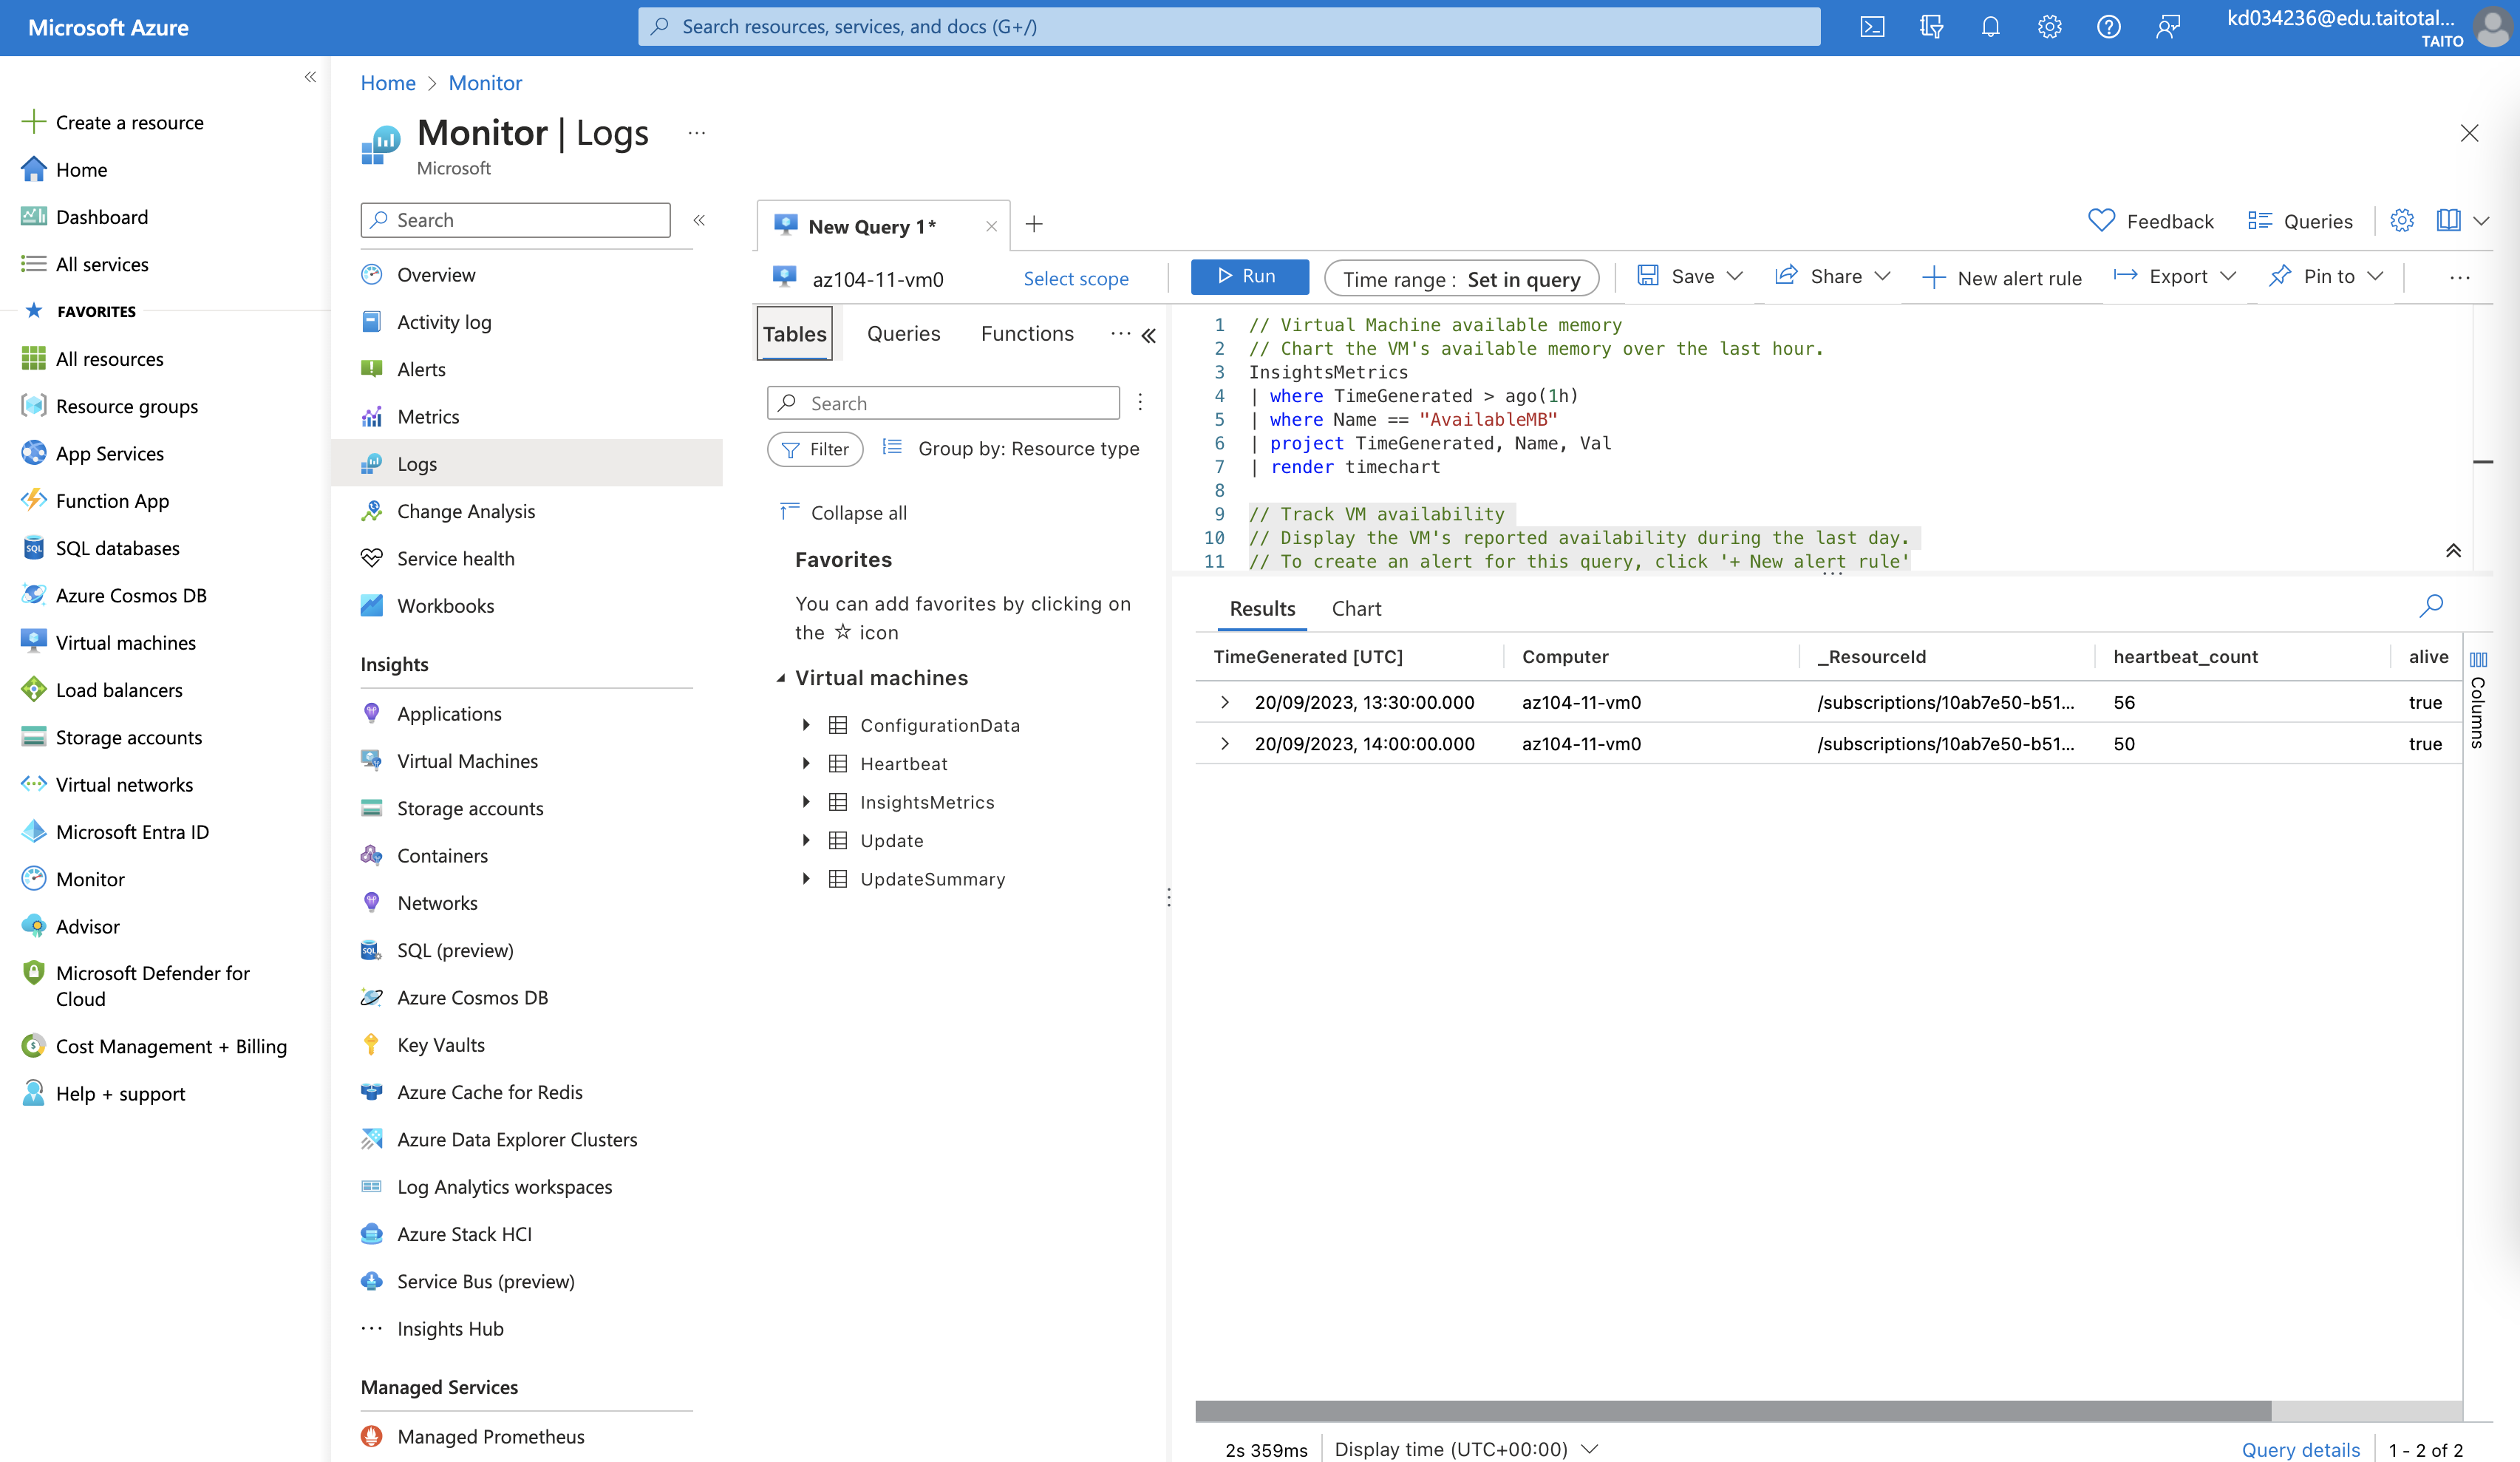 Microsoft Azure
Search resources, services, and docs (G+/)
kd034236@edu.taitotal...
TAITO
Create a resource
Home
Dashboard
All services
FAVORITES
All resources
Resource groups
App Services
Function App
SQL databases
Azure Cosmos DB
Virtual machines
Load balancers
Storage accounts
Virtual networks
Microsoft Entra ID
Monitor
Advisor
Microsoft Defender for
Cloud
Cost Management + Billing
Help + support
Home > Monitor
Monitor | Logs ...
Microsoft
Search
Overview
Activity log
Alerts
Metrics
Logs
Change Analysis
Service health
Workbooks
Insights
Applications
Virtual Machines
Storage accounts
Containers
Networks
SQL (preview)
Azure Cosmos DB
Key Vaults
Azure Cache for Redis
Azure Data Explorer Clusters
Log Analytics workspaces
Azure Stack HCI
Service Bus (preview)
Insights Hub
Managed Services
Managed Prometheus
New Query 1*
Feedback
Queries
az104-11-vm0
Select scope
Run
Time range : Set in query
Save
Share
New alert rule
Export
Pin to
Tables
Queries
Functions
Search
Filter
Group by: Resource type
Collapse all
Favorites
You can add favorites by clicking on
the ☆ icon
Virtual machines
ConfigurationData
Heartbeat
InsightsMetrics
Update
UpdateSummary
1 // Virtual Machine available memory
2 // Chart the VM's available memory over the last hour.
3 InsightsMetrics
4 | where TimeGenerated > ago(1h)
5 | where Name == "AvailableMB"
6 | project TimeGenerated, Name, Val
7 | render timechart
8
9 // Track VM availability
10 // Display the VM's reported availability during the last day.
11 // To create an alert for this query, click '+ New alert rule'
Results
Chart
TimeGenerated [UTC] Computer _ResourceId heartbeat_count alive
20/09/2023, 13:30:00.000 az104-11-vm0 /subscriptions/10ab7e50-b51... 56 true
20/09/2023, 14:00:00.000 az104-11-vm0 /subscriptions/10ab7e50-b51... 50 true
Columns
2s 359ms
Display time (UTC+00:00)
Query details
1 - 2 of 2